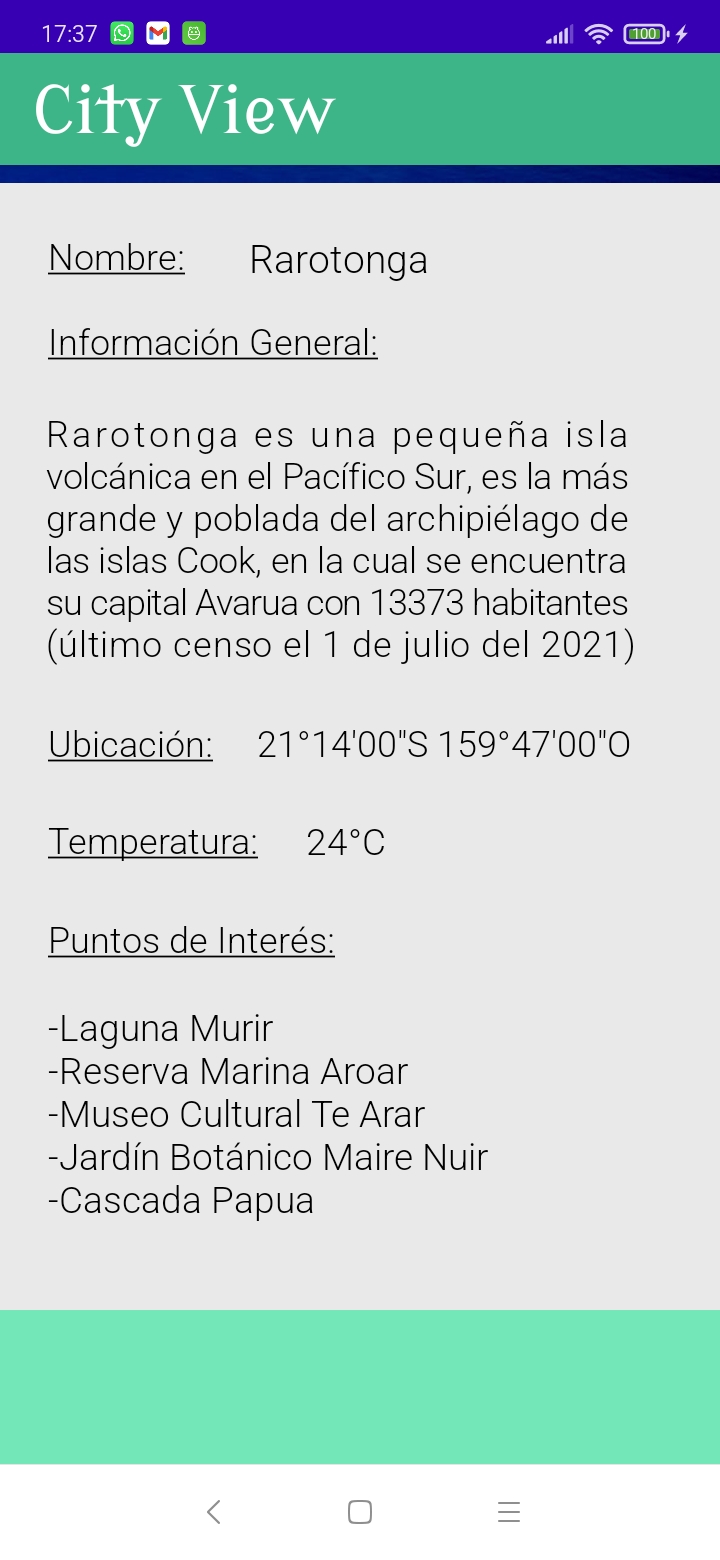 17:37
100
City View
Nombre: Rarotonga
Información General:
Rarotonga es una pequeña isla
volcánica en el Pacífico Sur, es la más
grande y poblada del archipiélago de
las islas Cook, en la cual se encuentra
su capital Avarua con 13373 habitantes
(último censo el 1 de julio del 2021)
Ubicación: 21°14'00"S 159°47'00"O
Temperatura: 24°C
Puntos de Interés:
-Laguna Murir
-Reserva Marina Aroar
-Museo Cultural Te Arar
-Jardín Botánico Maire Nuir
-Cascada Papua